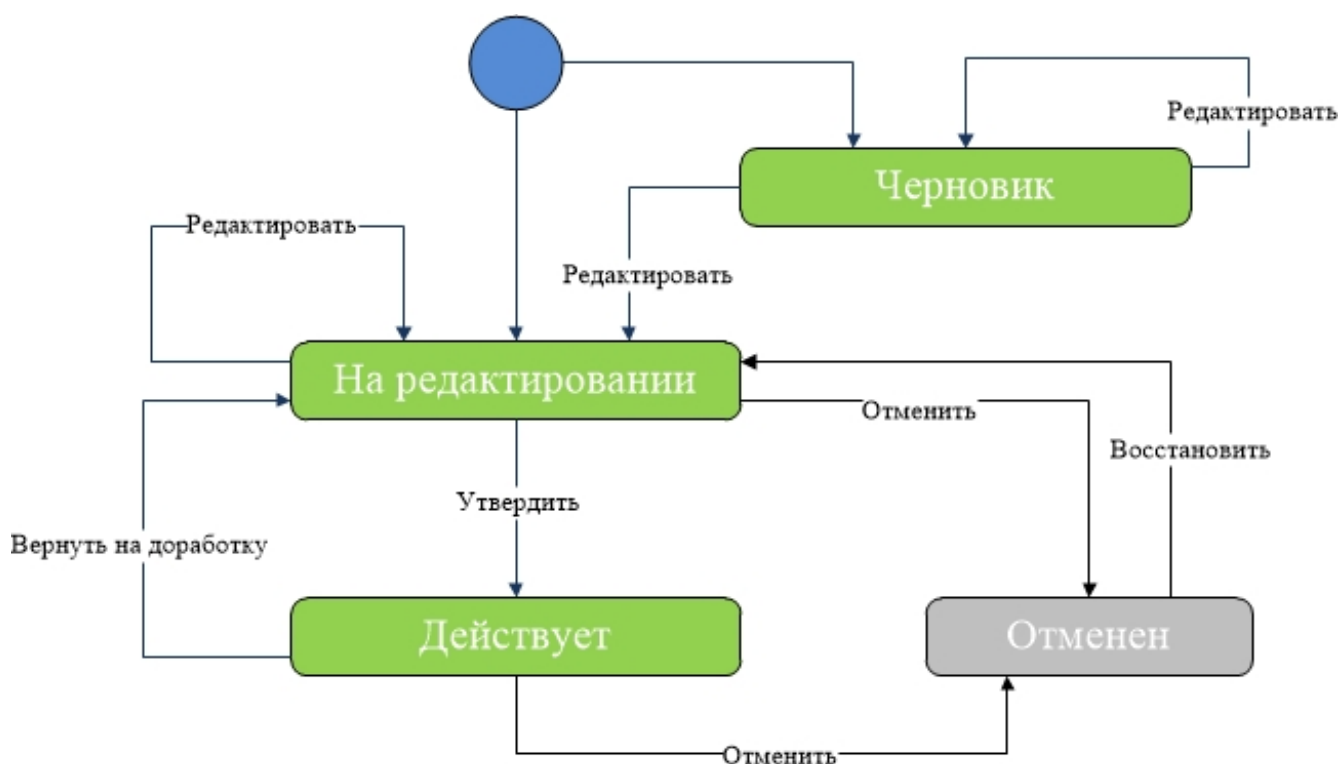 Редактировать
Черновик
Редактировать
Редактировать
На редактировании
Отменить
Восстановить
Утвердить
Вернуть на доработку
Действует
Отменен
Отменить